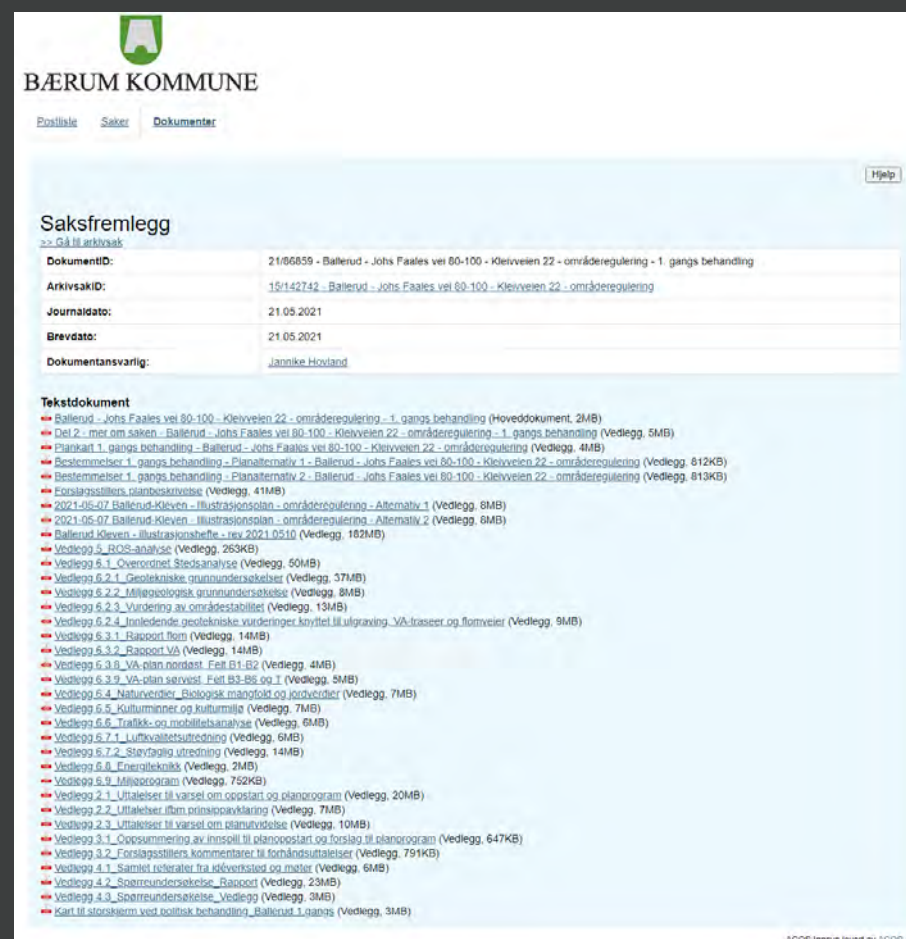 BÆRUM KOMMUNE
Postliste Saker Dokumenter
Hjelp
Saksfremlegg
>> Gå til arkivsak
DokumentID: 21/86859 - Ballerud - Johs Faales vei 80-100 - Kleivveien 22 - områderegulering - 1. gangs behandling
ArkivsakID: 15/142742 - Ballerud - Johs Faales vei 80-100 - Kleivveien 22 - områderegulering
Journaldato: 21.05.2021
Brevdato: 21.05.2021
Dokumentansvarlig: Jannike Hovland
Tekstdokument
Ballerud - Johs Faales vei 80-100 - Kleivveien 22 - områderegulering - 1. gangs behandling (Hoveddokument, 2MB)
Del 2 - mer om saken - Ballerud - Johs Faales vei 80-100 - Kleivveien 22 - områderegulering - 1. gangs behandling (Vedlegg, 5MB)
Plankart 1. gangs behandling - Ballerud - Johs Faales vei 80-100 - Kleivveien 22 - områderegulering (Vedlegg, 4MB)
Bestemmelser 1. gangs behandling - Planalternativ 1 - Ballerud - Johs Faales vei 80-100 - Kleivveien 22 - områderegulering (Vedlegg, 812KB)
Bestemmelser 1. gangs behandling - Planalternativ 2 - Ballerud - Johs Faales vei 80-100 - Kleivveien 22 - områderegulering (Vedlegg, 813KB)
Forslagsstillers planbeskrivelse (Vedlegg, 41MB)
2021-05-07 Ballerud-Kleven - Illustrasjonsplan - områderegulering - Alternativ 1 (Vedlegg, 8MB)
2021-05-07 Ballerud-Kleven - Illustrasjonsplan - områderegulering - Alternativ 2 (Vedlegg, 8MB)
Ballerud Kleven - illustrasjonshefte - rev 2021 0510 (Vedlegg, 182MB)
Vedlegg 5_ROS-analyse (Vedlegg, 263KB)
Vedlegg 6.1_Overordnet Stedsanalyse (Vedlegg, 50MB)
Vedlegg 6.2.1_Geotekniske grunnundersøkelser (Vedlegg, 37MB)
Vedlegg 6.2.2_Miljøgeologisk grunnundersøkelse (Vedlegg, 8MB)
Vedlegg 6.2.3_Vurdering av områdestabilitet (Vedlegg, 13MB)
Vedlegg 6.2.4_Innledende geotekniske vurderinger knyttet til utgraving, VA-traseer og flomveier (Vedlegg, 9MB)
Vedlegg 6.3.1_Rapport flom (Vedlegg, 14MB)
Vedlegg 6.3.2_Rapport VA (Vedlegg, 14MB)
Vedlegg 6.3.8_VA-plan nordøst, Felt B1-B2 (Vedlegg, 4MB)
Vedlegg 6.3.9_VA-plan sørvest, Felt B3-B6 og T (Vedlegg, 5MB)
Vedlegg 6.4_Naturverdier_Biologisk mangfold og jordverdier (Vedlegg, 7MB)
Vedlegg 6.5_Kulturminner og kulturmiljø (Vedlegg, 7MB)
Vedlegg 6.6_Trafikk- og mobilitetsanalyse (Vedlegg, 6MB)
Vedlegg 6.7.1_Luftkvalitetsutredning (Vedlegg, 6MB)
Vedlegg 6.7.2_Støyfaglig utredning (Vedlegg, 14MB)
Vedlegg 6.8_Energiteknikk (Vedlegg, 2MB)
Vedlegg 6.9_Miljøprogram (Vedlegg, 752KB)
Vedlegg 2.1_Uttalelser til varsel om oppstart og planprogram (Vedlegg, 20MB)
Vedlegg 2.2_Uttalelser ifbm prinsippavklaring (Vedlegg, 7MB)
Vedlegg 2.3_Uttalelser til varsel om planutvidelse (Vedlegg, 10MB)
Vedlegg 3.1_Oppsummering av innspill til planoppstart og forslag til planprogram (Vedlegg, 647KB)
Vedlegg 3.2_Forslagsstillers kommentarer til forhåndsuttalelser (Vedlegg, 791KB)
Vedlegg 4.1_Samlet referater fra idéverksted og møter (Vedlegg, 6MB)
Vedlegg 4.2_Spørreundersøkelse_Rapport (Vedlegg, 23MB)
Vedlegg 4.3_Spørreundersøkelse_Vedlegg (Vedlegg, 3MB)
Kart til storskjerm ved politisk behandling_Ballerud 1.gangs (Vedlegg, 3MB)